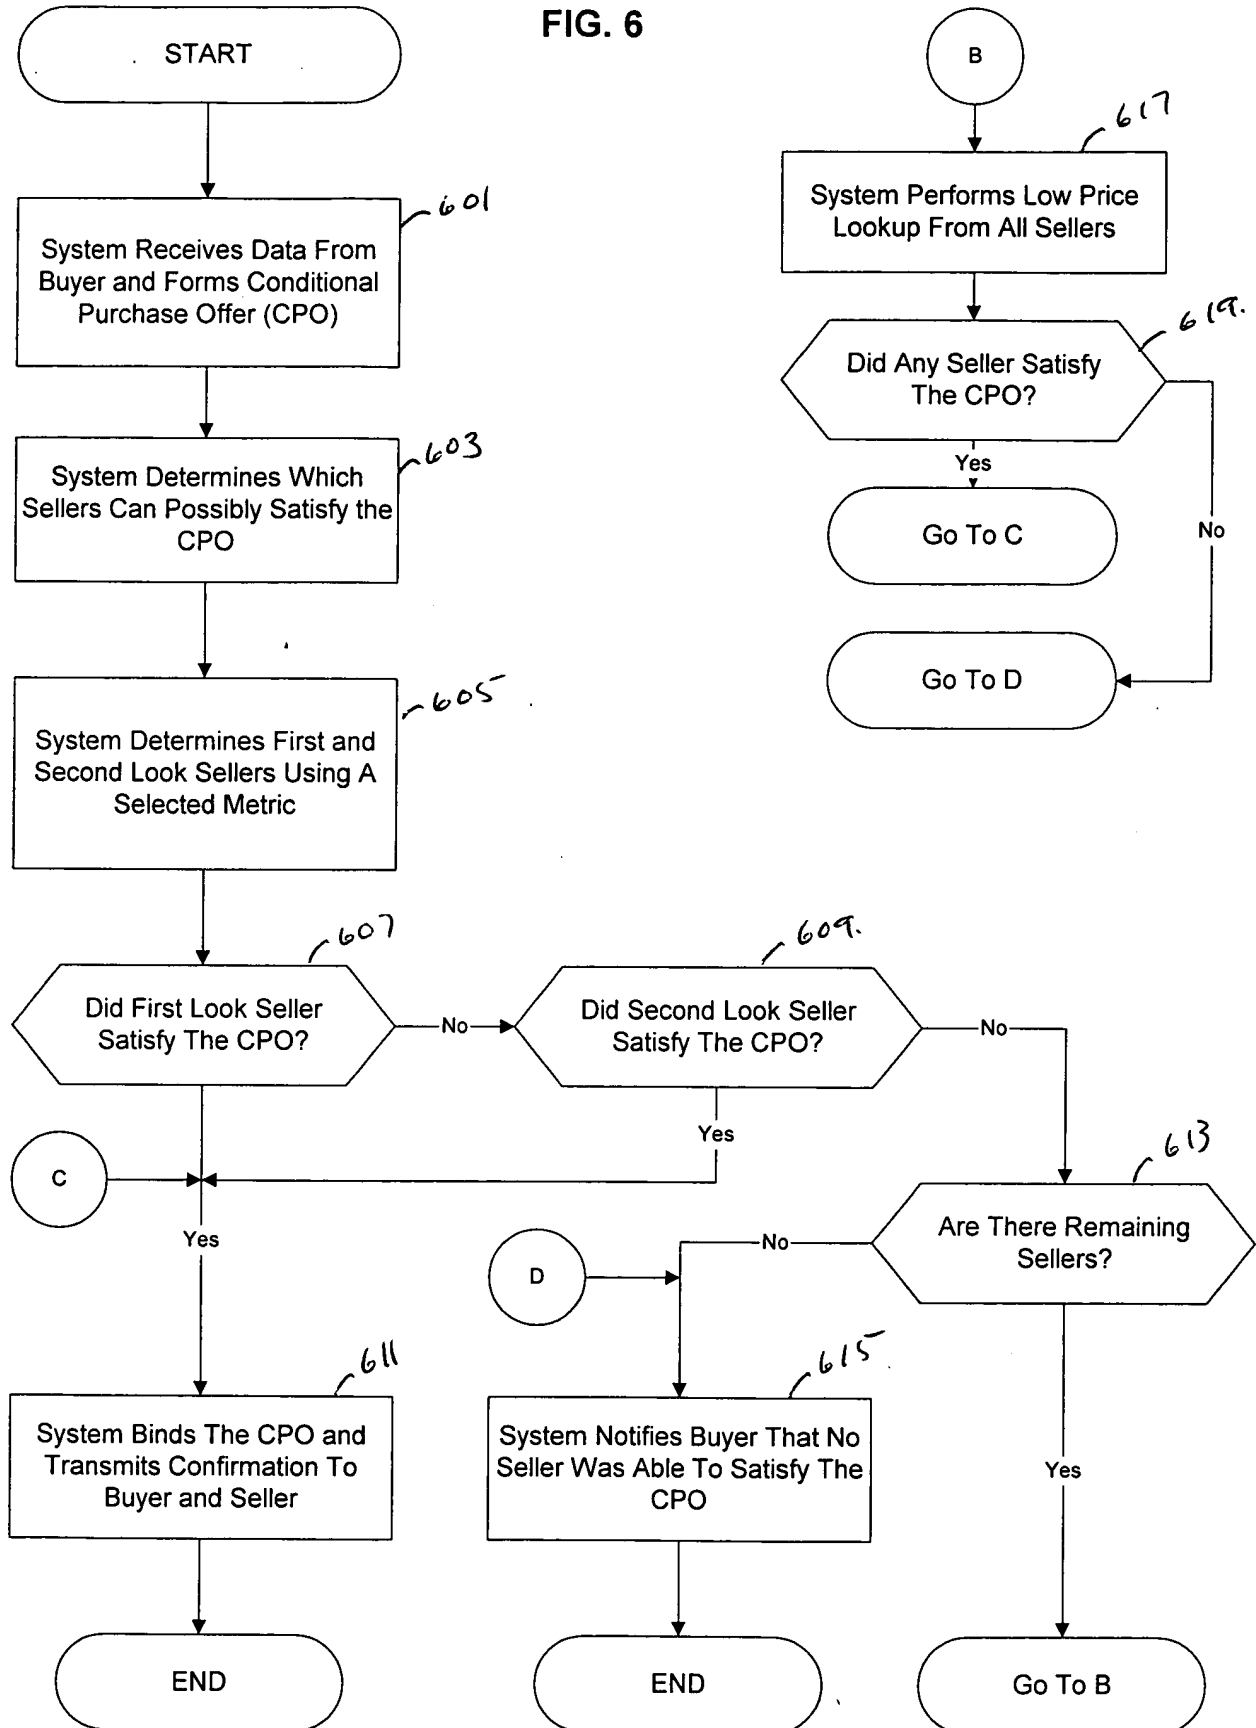 FIG. 6
START
601
System Receives Data From
Buyer and Forms Conditional
Purchase Offer (CPO)
603
System Determines Which
Sellers Can Possibly Satisfy the
CPO
605
System Determines First and
Second Look Sellers Using A
Selected Metric
607
Did First Look Seller
Satisfy The CPO?
No
609.
Did Second Look Seller
Satisfy The CPO?
No
Yes
C
Yes
613
Are There Remaining
Sellers?
No
D
Yes
611
System Binds The CPO and
Transmits Confirmation To
Buyer and Seller
END
615
System Notifies Buyer That No
Seller Was Able To Satisfy The
CPO
END
Go To B
B
617
System Performs Low Price
Lookup From All Sellers
619.
Did Any Seller Satisfy
The CPO?
Yes
No
Go To C
Go To D